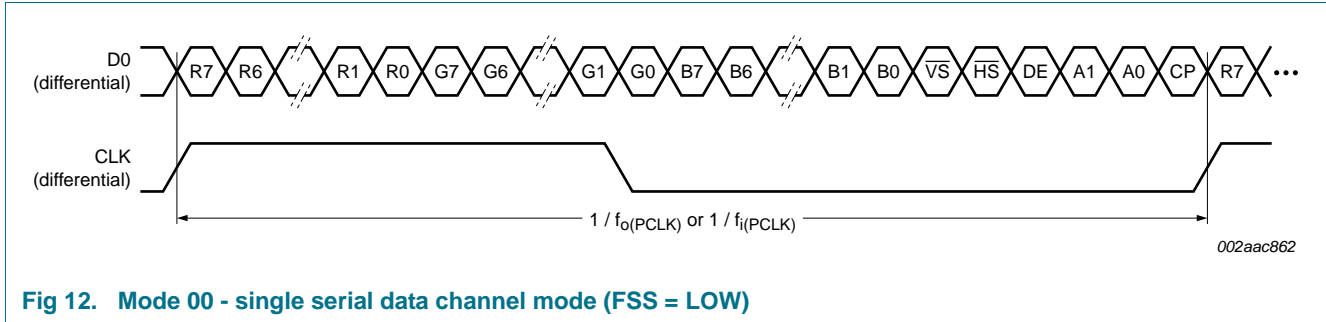 D0
(differential)
R7 R6 R1 R0 G7 G6 G1 G0 B7 B6 B1 B0 V̅S̅ H̅S̅ DE A1 A0 CP R7 •••
CLK
(differential)
1 / fo(PCLK) or 1 / fi(PCLK)
002aac862
Fig 12. Mode 00 - single serial data channel mode (FSS = LOW)